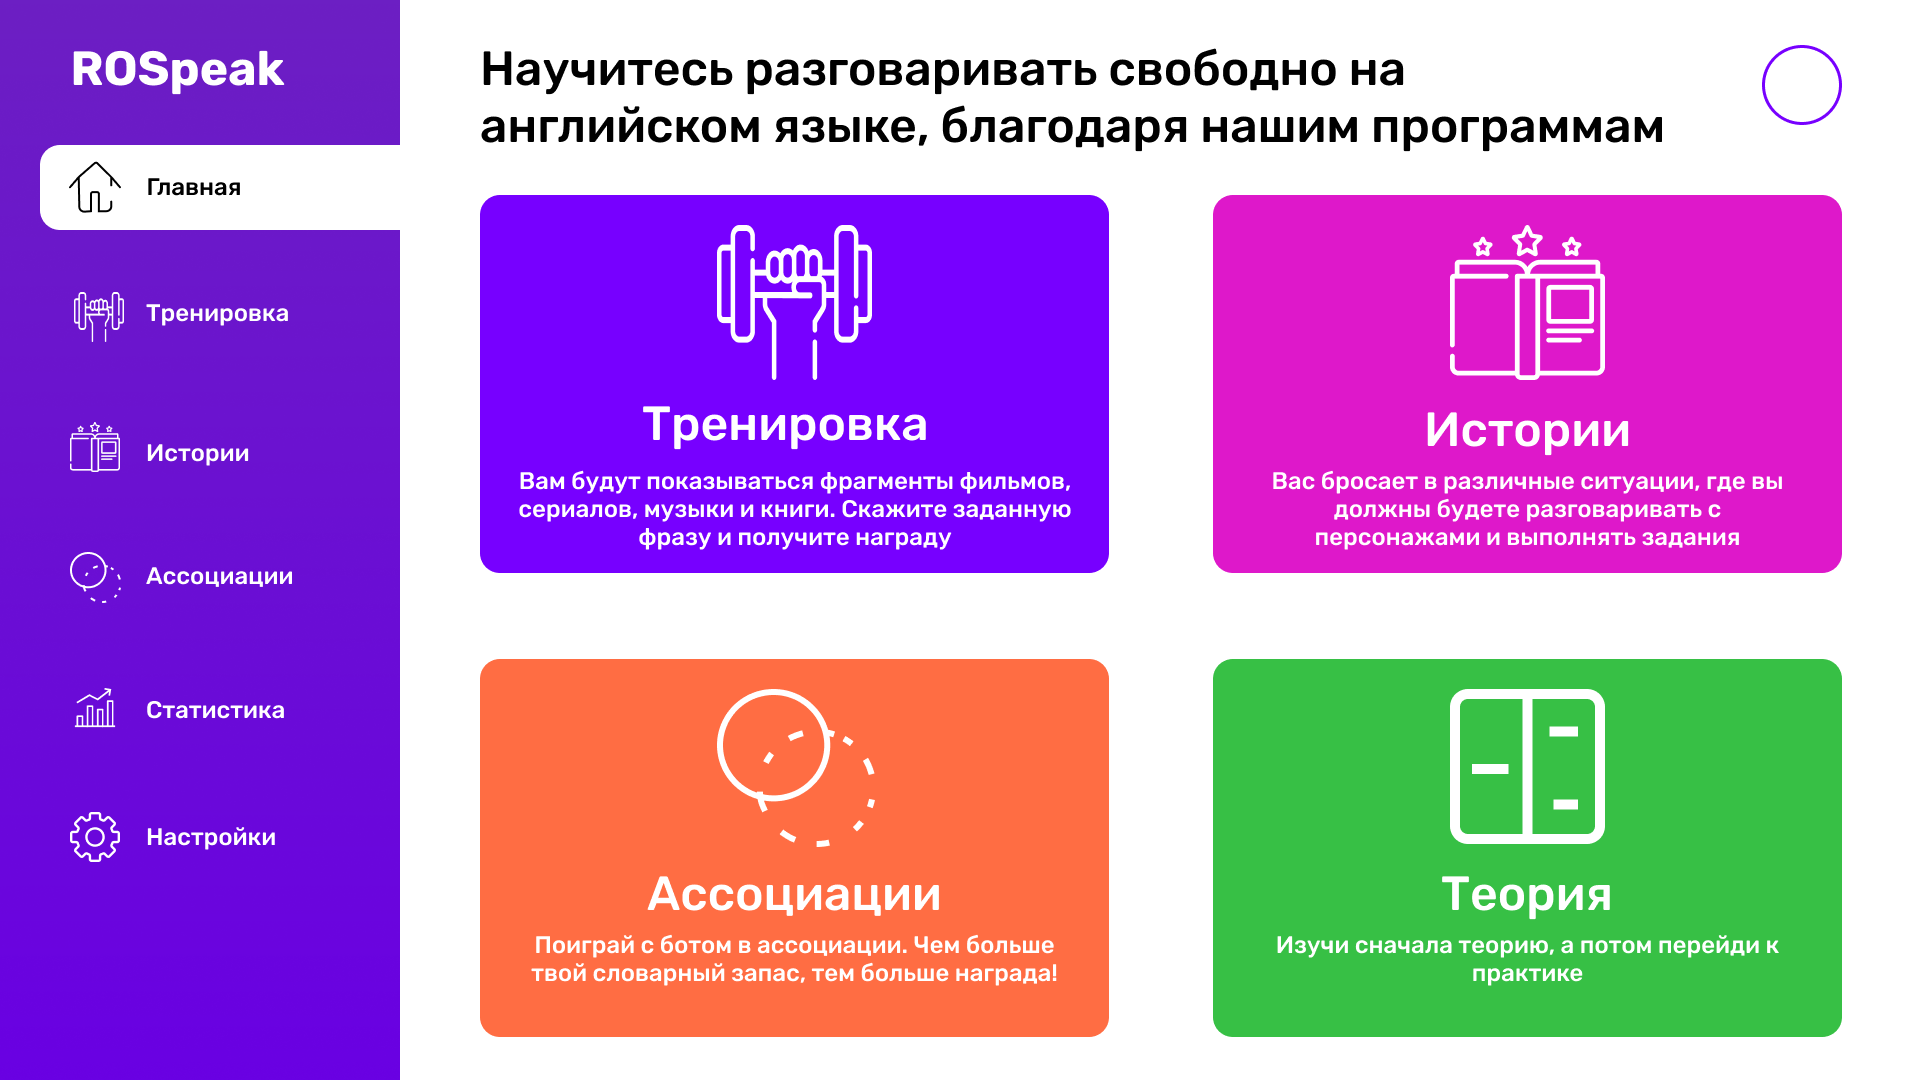 ROSpeak
Главная
Тренировка
Истории
Ассоциации
Статистика
Настройки
Научитесь разговаривать свободно на
английском языке, благодаря нашим программам
Тренировка
Вам будут показываться фрагменты фильмов,
сериалов, музыки и книги. Скажите заданную
фразу и получите награду
Истории
Вас бросает в различные ситуации, где вы
должны будете разговаривать с
персонажами и выполнять задания
Ассоциации
Поиграй с ботом в ассоциации. Чем больше
твой словарный запас, тем больше награда!
Теория
Изучи сначала теорию, а потом перейди к
практике